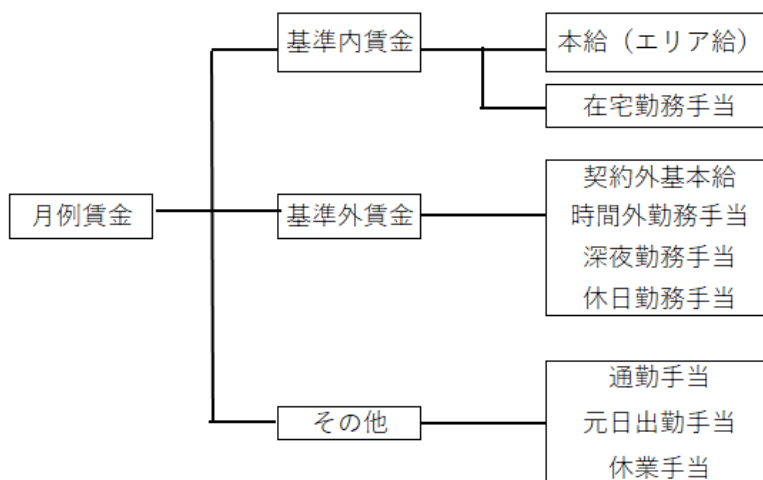 基準内賃金
本給（エリア給）
在宅勤務手当
月例賃金
基準外賃金
契約外基本給
時間外勤務手当
深夜勤務手当
休日勤務手当
その他
通勤手当
元日出勤手当
休業手当